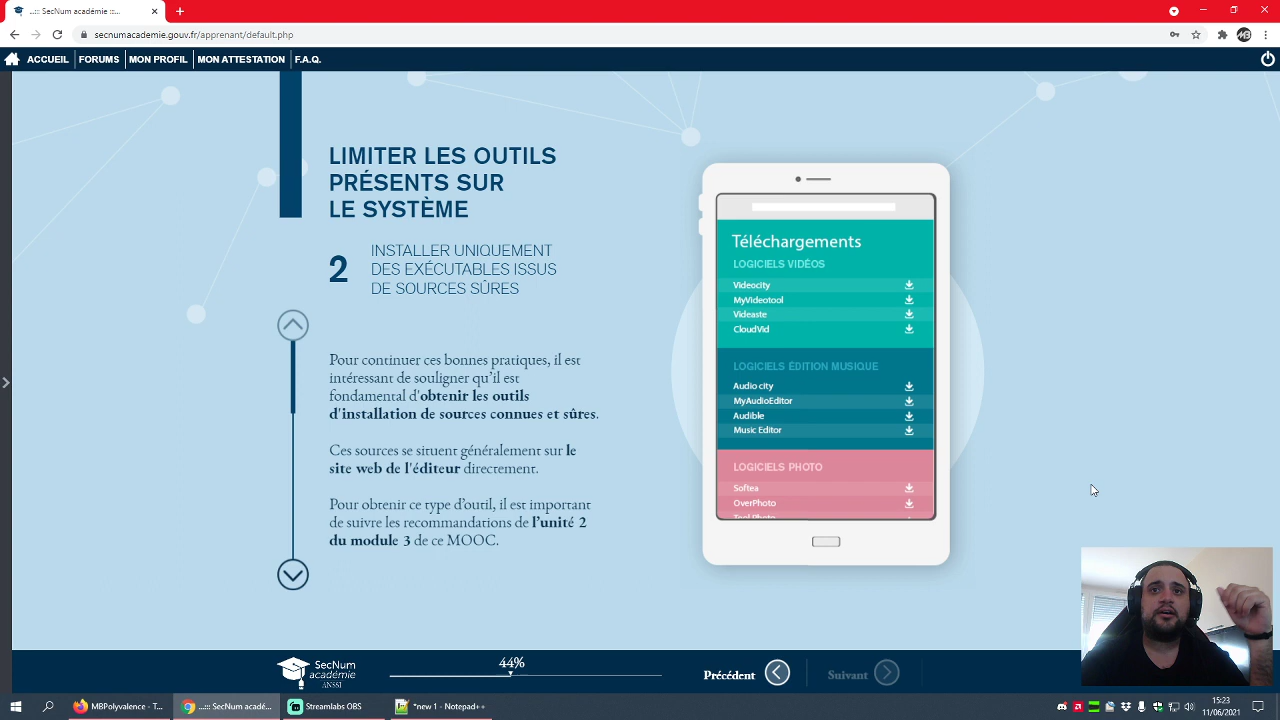 ..:::: SecNum académie ::::..
secnumacademie.gouv.fr/apprenant/default.php
ACCUEIL
FORUMS
MON PROFIL
MON ATTESTATION
F.A.Q.
LIMITER LES OUTILS
PRÉSENTS SUR
LE SYSTÈME
2
INSTALLER UNIQUEMENT
DES EXÉCUTABLES ISSUS
DE SOURCES SÛRES
Pour continuer ces bonnes pratiques, il est
intéressant de souligner qu’il est
fondamental d'obtenir les outils
d'installation de sources connues et sûres.
Ces sources se situent généralement sur le
site web de l'éditeur directement.
Pour obtenir ce type d’outil, il est important
de suivre les recommandations de l’unité 2
du module 3 de ce MOOC.
Téléchargements
LOGICIELS VIDÉOS
Videocity
MyVideotool
Videaste
CloudVid
LOGICIELS ÉDITION MUSIQUE
Audio city
MyAudioEditor
Audible
Music Editor
LOGICIELS PHOTO
Softea
OverPhoto
SecNum
académie
ANSSI
44%
Précédent
Suivant
MBPolyvalence - T...
..:::: SecNum acadé...
Streamlabs OBS
*new 1 - Notepad++
15:23
11/06/2021